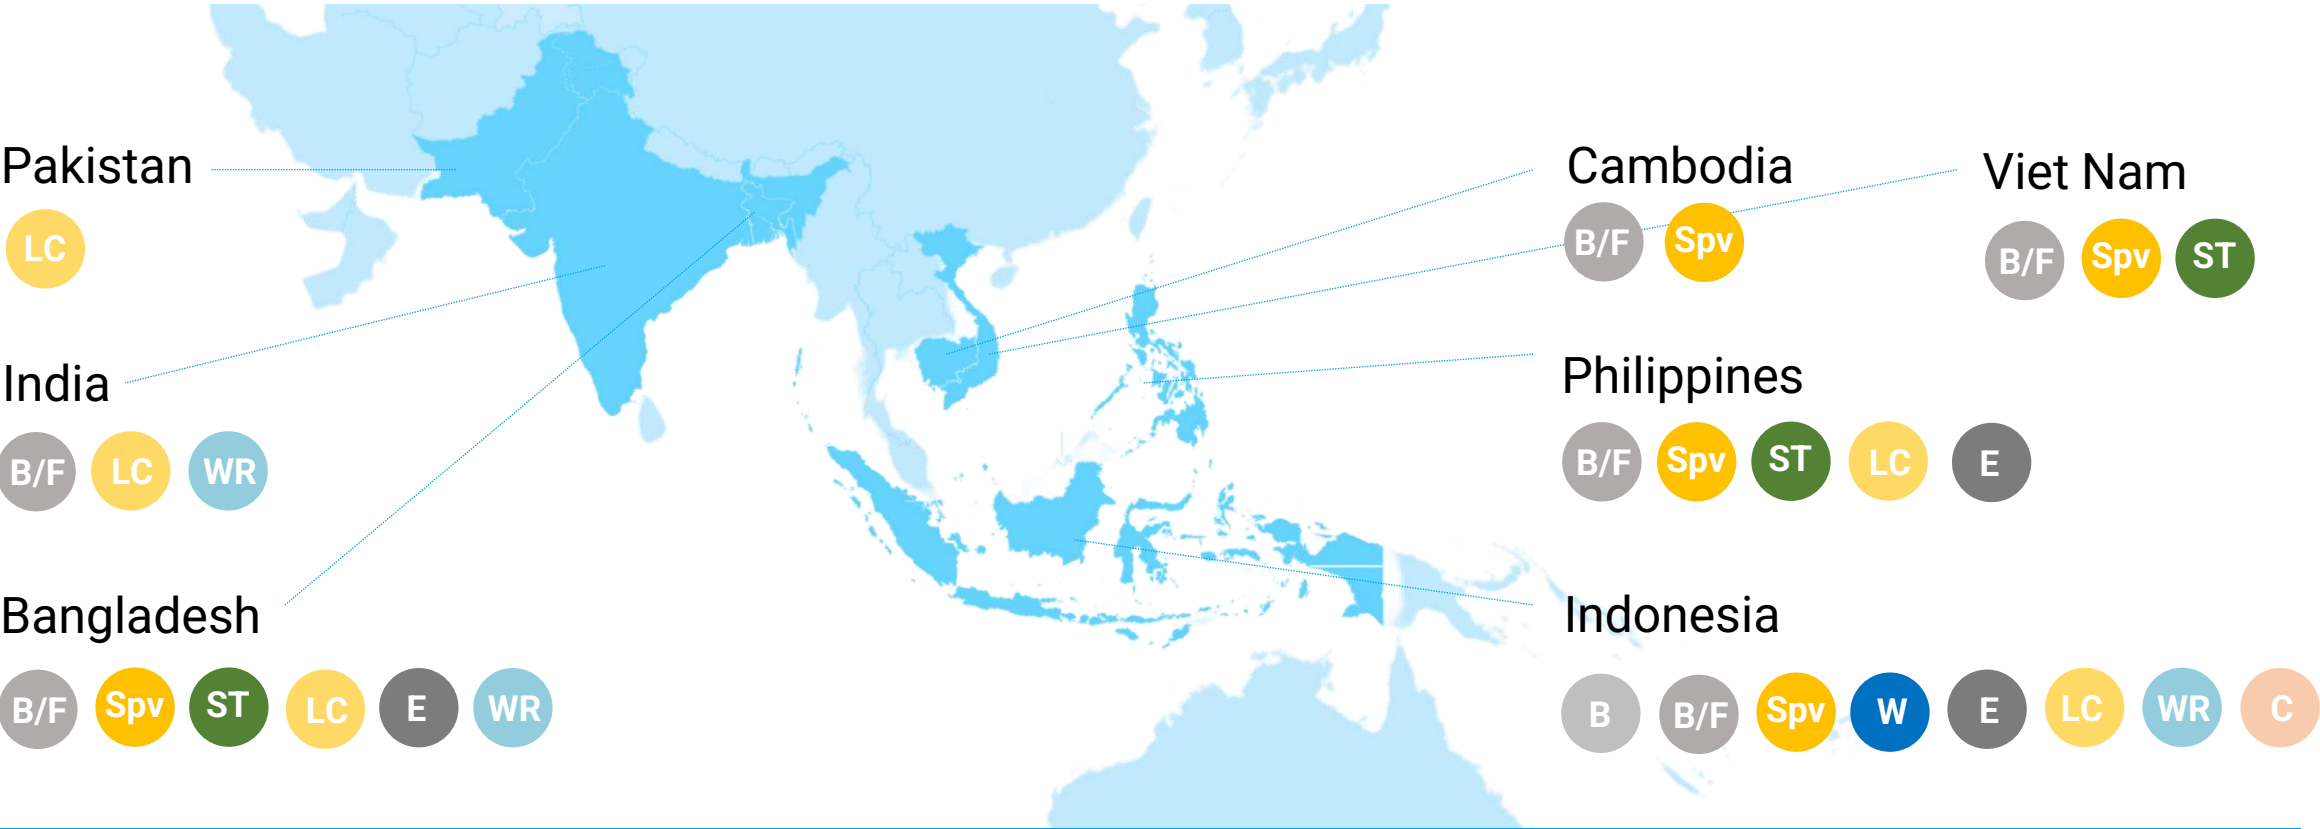 Pakistan
LC
India
B/F LC WR
Bangladesh
B/F Spv ST LC E WR
Cambodia
B/F Spv
Viet Nam
B/F Spv ST
Philippines
B/F Spv ST LC E
Indonesia
B B/F Spv W E LC WR C